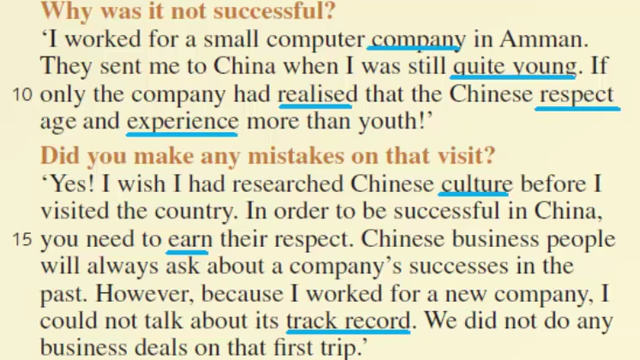 Why was it not successful?
‘I worked for a small computer company in Amman.
They sent me to China when I was still quite young. If
10 only the company had realised that the Chinese respect
age and experience more than youth!’
Did you make any mistakes on that visit?
‘Yes! I wish I had researched Chinese culture before I
visited the country. In order to be successful in China,
15 you need to earn their respect. Chinese business people
will always ask about a company’s successes in the
past. However, because I worked for a new company, I
could not talk about its track record. We did not do any
business deals on that first trip.’